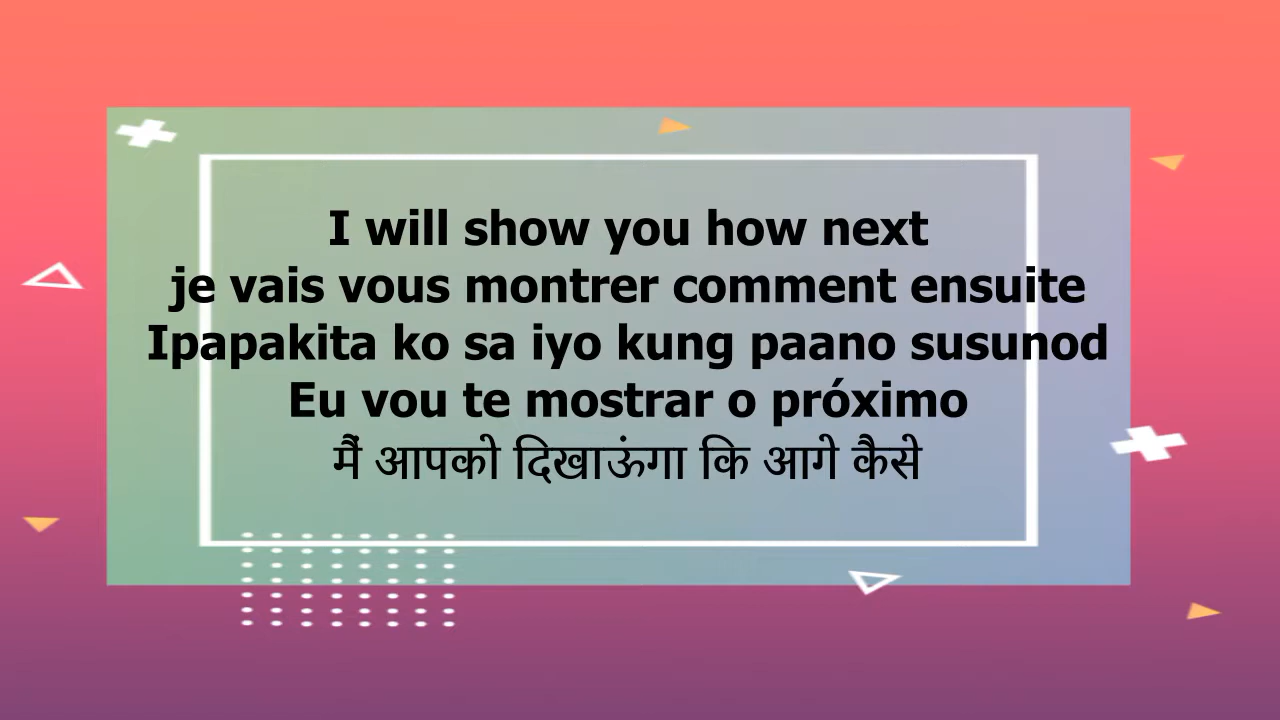 I will show you how next
je vais vous montrer comment ensuite
Ipapakita ko sa iyo kung paano susunod
Eu vou te mostrar o próximo
मैं आपको दिखाऊंगा कि आगे कैसे